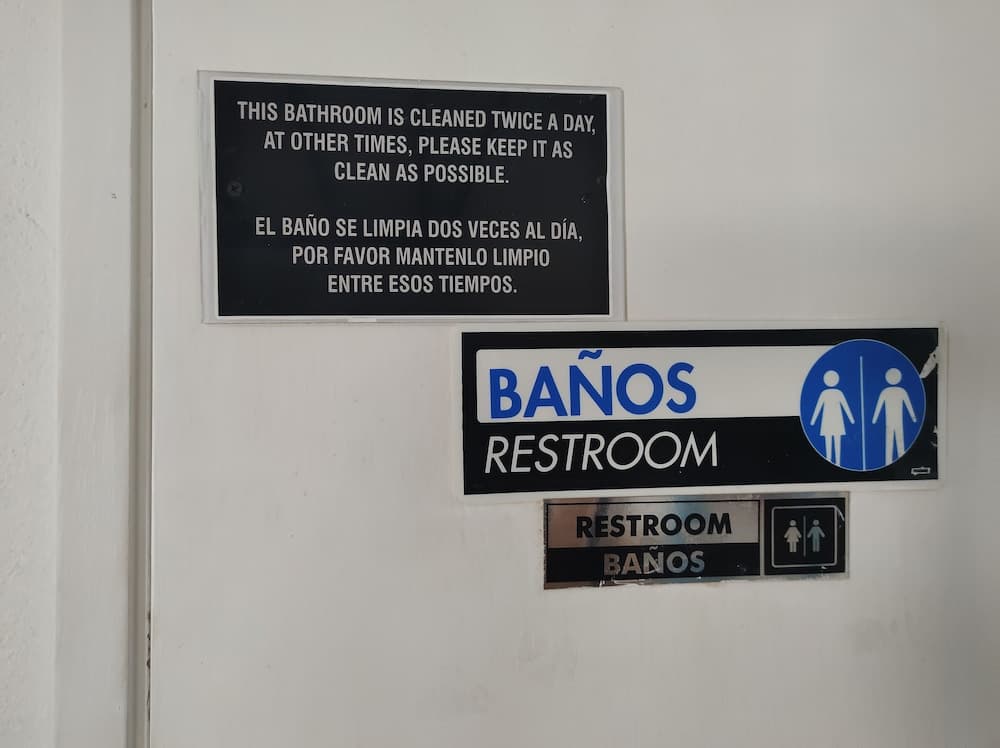 THIS BATHROOM IS CLEANED TWICE A DAY,
AT OTHER TIMES, PLEASE KEEP IT AS
CLEAN AS POSSIBLE.
EL BAÑO SE LIMPIA DOS VECES AL DÍA,
POR FAVOR MANTENLO LIMPIO
ENTRE ESOS TIEMPOS.
BAÑOS
RESTROOM
RESTROOM
BAÑOS